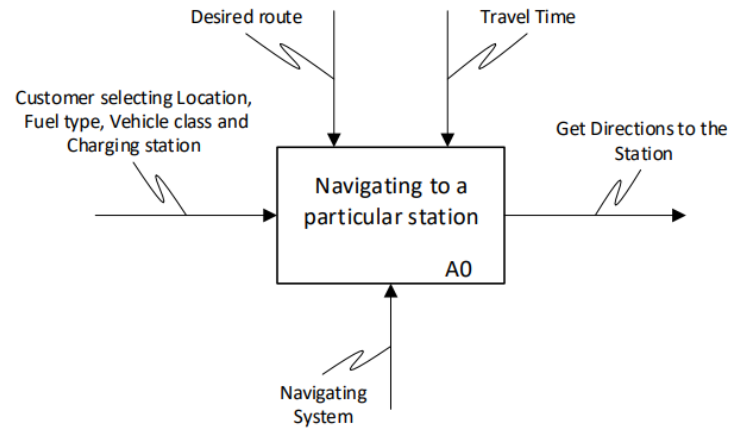 Desired route
Travel Time
Customer selecting Location,
Fuel type, Vehicle class and
Charging station
Get Directions to the
Station
Navigating to a
particular station
A0
Navigating
System